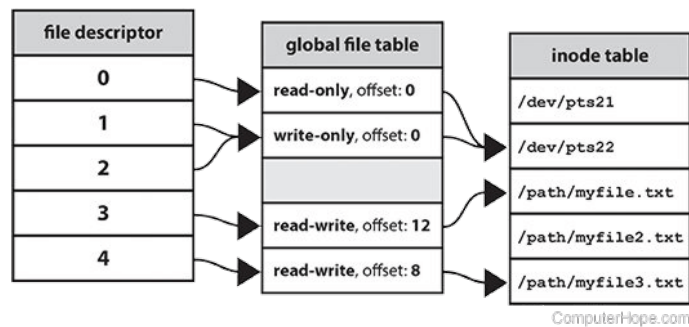 file descriptor
0
1
2
3
4
global file table
read-only, offset: 0
write-only, offset: 0
read-write, offset: 12
read-write, offset: 8
inode table
/dev/pts21
/dev/pts22
/path/myfile.txt
/path/myfile2.txt
/path/myfile3.txt
ComputerHope.com